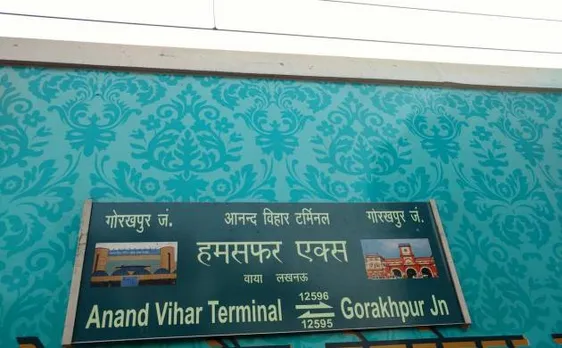 गोरखपुर जं. आनन्द विहार टर्मिनल गोरखपुर जं.
हमसफर एक्स
वाया लखनऊ
Anand Vihar Terminal 12596 Gorakhpur Jn
12595